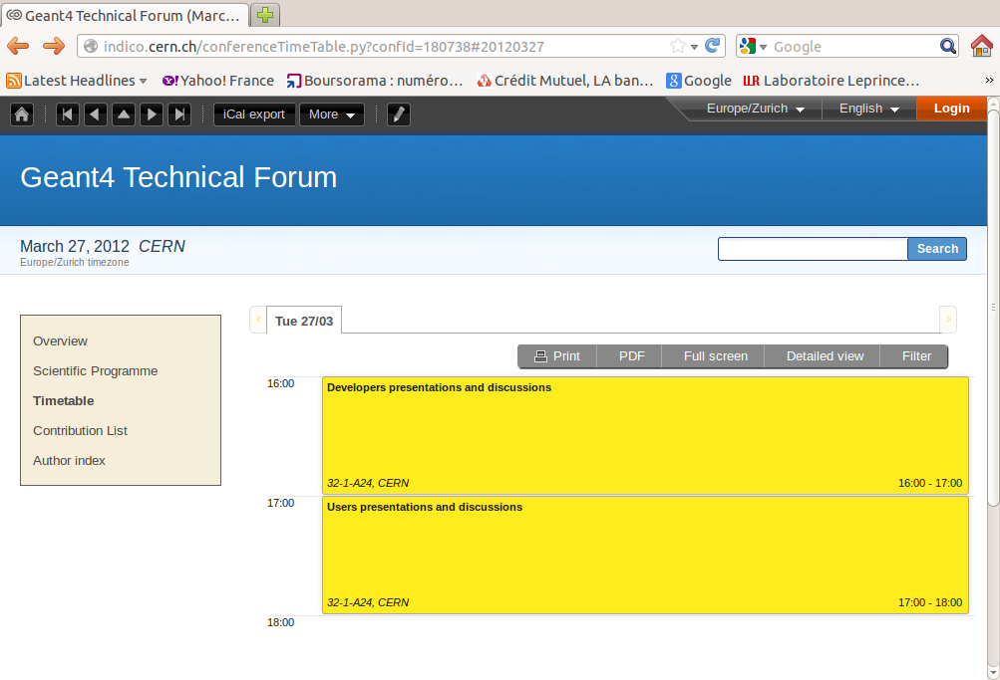 Geant4 Technical Forum (Marc...
indico.cern.ch/conferenceTimeTable.py?confId=180738#20120327
Google
Latest Headlines
Yahoo! France
Boursorama : numéro...
Crédit Mutuel, LA ban...
Google
Laboratoire Leprince...
iCal export
More
Europe/Zurich
English
Login
Geant4 Technical Forum
March 27, 2012 CERN
Europe/Zurich timezone
Search
Overview
Scientific Programme
Timetable
Contribution List
Author index
Tue 27/03
Print
PDF
Full screen
Detailed view
Filter
16:00
Developers presentations and discussions
32-1-A24, CERN
16:00 - 17:00
17:00
Users presentations and discussions
32-1-A24, CERN
17:00 - 18:00
18:00